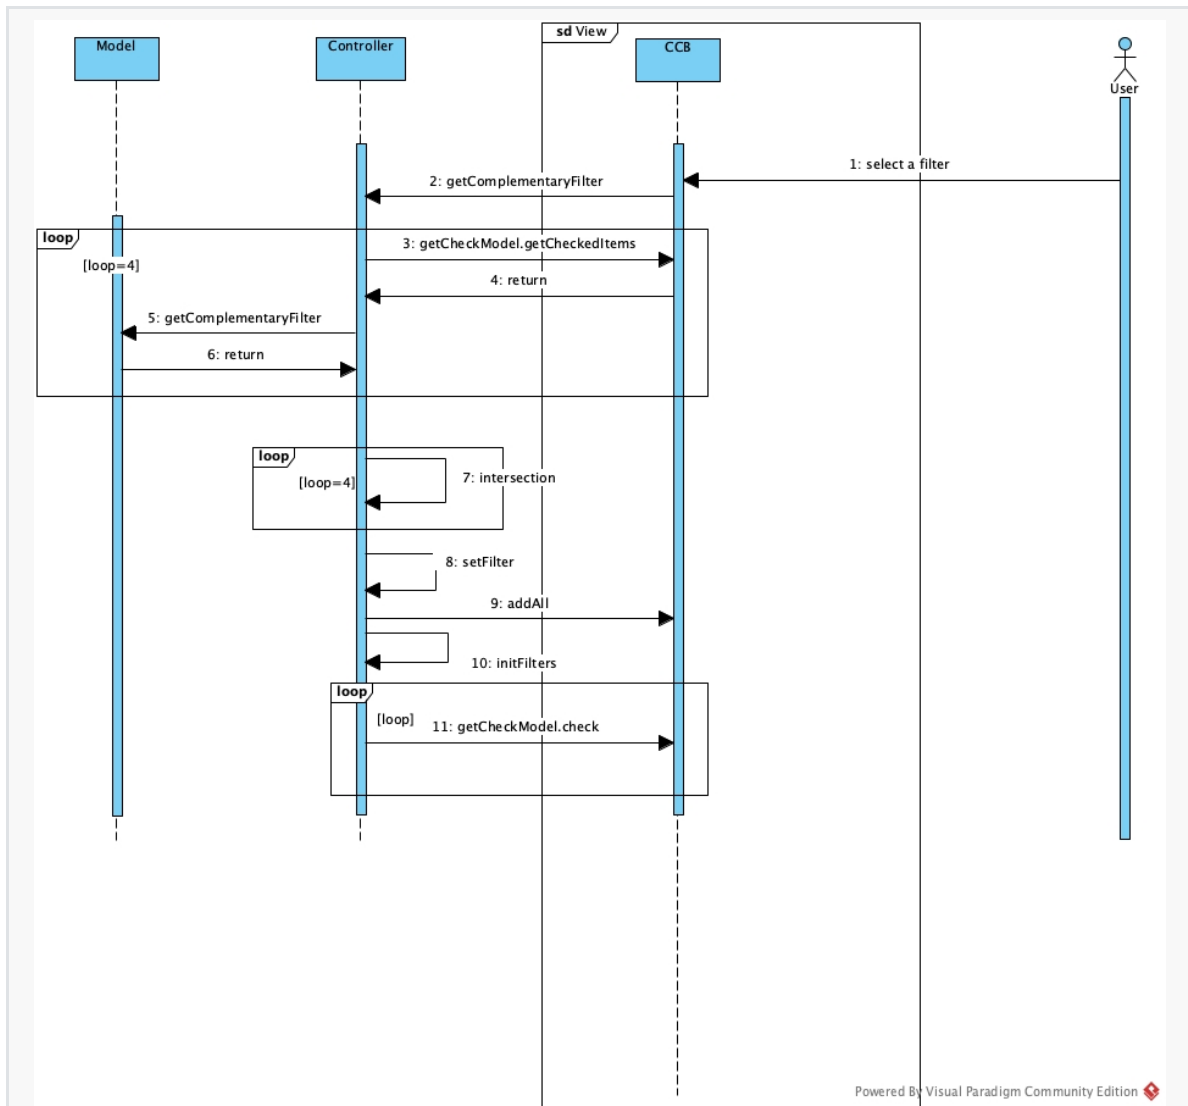 sd View
Model
Controller
CCB
User
1: select a filter
2: getComplementaryFilter
loop
[loop=4]
3: getCheckModel.getCheckedItems
4: return
5: getComplementaryFilter
6: return
loop
[loop=4]
7: intersection
8: setFilter
9: addAll
10: initFilters
loop
[loop]
11: getCheckModel.check
Powered By Visual Paradigm Community Edition